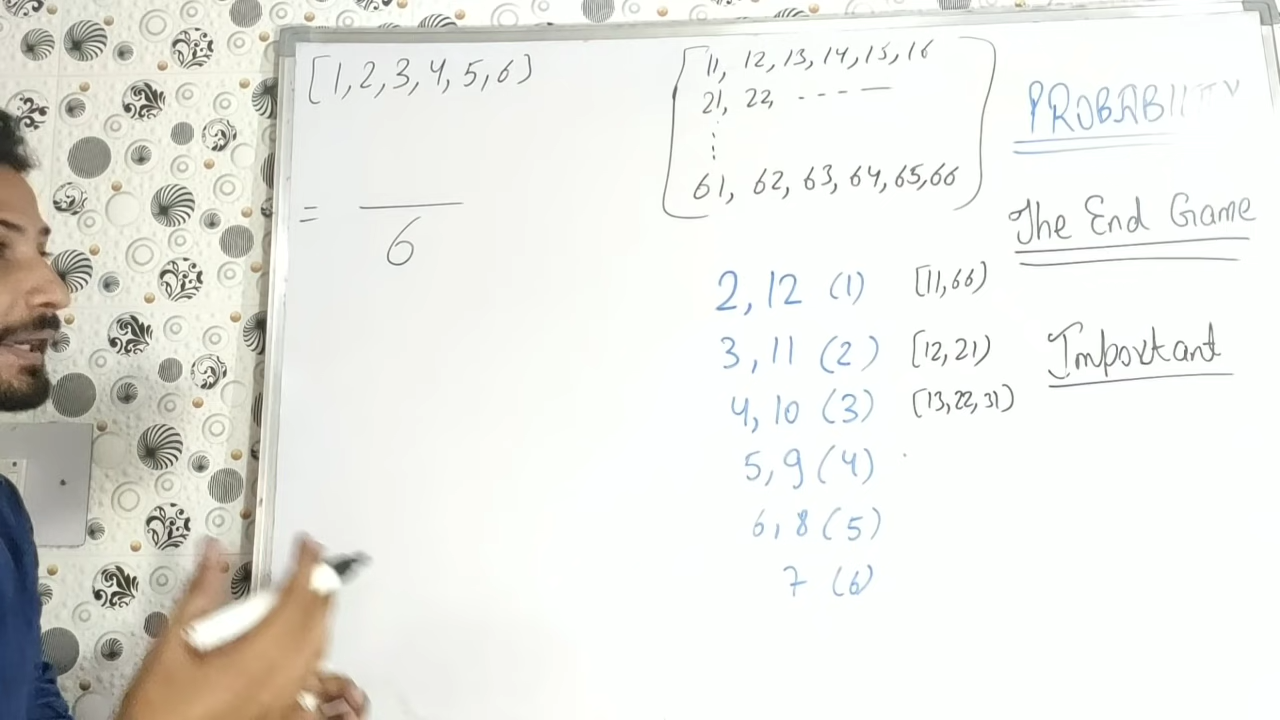 [1,2,3,4,5,6]
= —
6
[11, 12, 13, 14, 15, 16
21, 22, - - - —
61, 62, 63, 64, 65, 66]
2, 12 (1) [11,66)
3, 11 (2) [12,21)
4, 10 (3) [13,22,31)
5, 9 (4)
6, 8 (5)
7 (6)
PROBABILITY
The End Game
Important